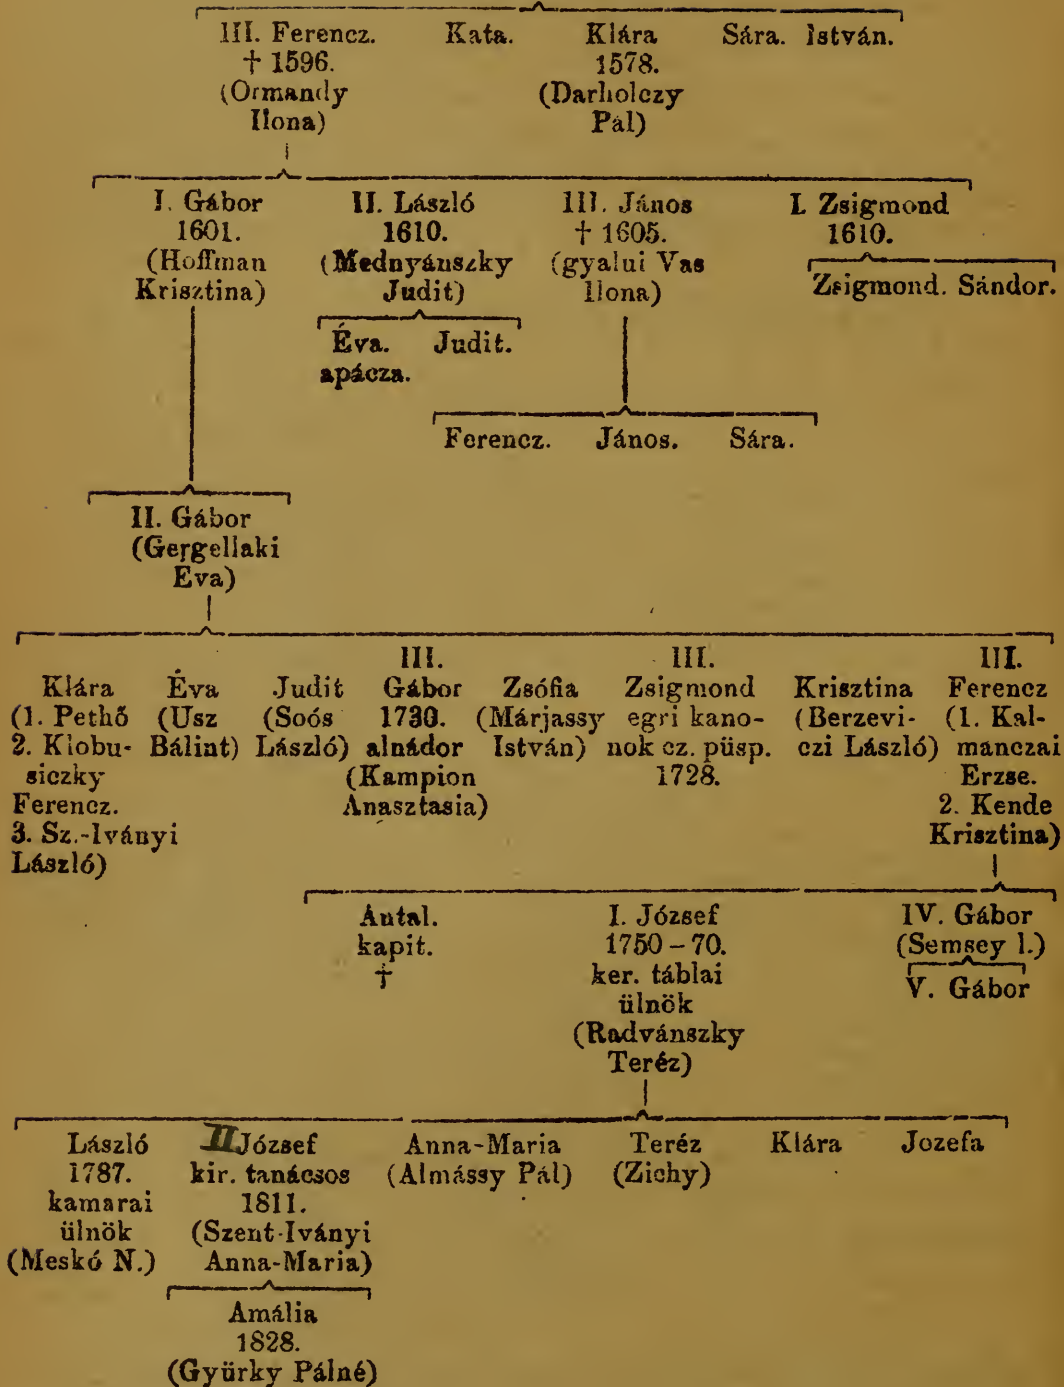 III. Ferencz. Kata. Klára Sára. István.
† 1596. 1578.
(Ormandy (Darholczy
Ilona) Pál)
I. Gábor II. László III. János I. Zsigmond
1601. 1610. † 1605. 1610.
(Hoffman (Mednyánszky (gyalui Vas
Krisztina) Judit) Ilona) Zsigmond. Sándor.
Éva. Judit.
apácza.
Ferencz. János. Sára.
II. Gábor
(Gergellaki
Éva)
III. III. III.
Klára Éva Judit Gábor Zsófia Zsigmond Krisztina Ferencz
(1. Pethő (Usz (Soós 1730. (Márjassy egri kano- (Berzevi- (1. Kal-
2. Klobu- Bálint) László) alnádor István) nok cz. püsp. czi László) manczai
siczky (Kampion 1728. Erzse.
Ferencz. Anasztasia) 2. Kende
3. Sz.-Iványi Krisztina)
László)
Antal. I. József IV. Gábor
kapit. 1750–70. (Semsey I.)
† ker. táblai V. Gábor
ülnök
(Radvánszky
Teréz)
László II József Anna-Maria Teréz Klára Jozefa
1787. kir. tanácsos (Almássy Pál) (Zichy)
kamarai 1811.
ülnök (Szent-Iványi
(Meskó N.) Anna-Maria)
Amália
1828.
(Gyürky Pálné)